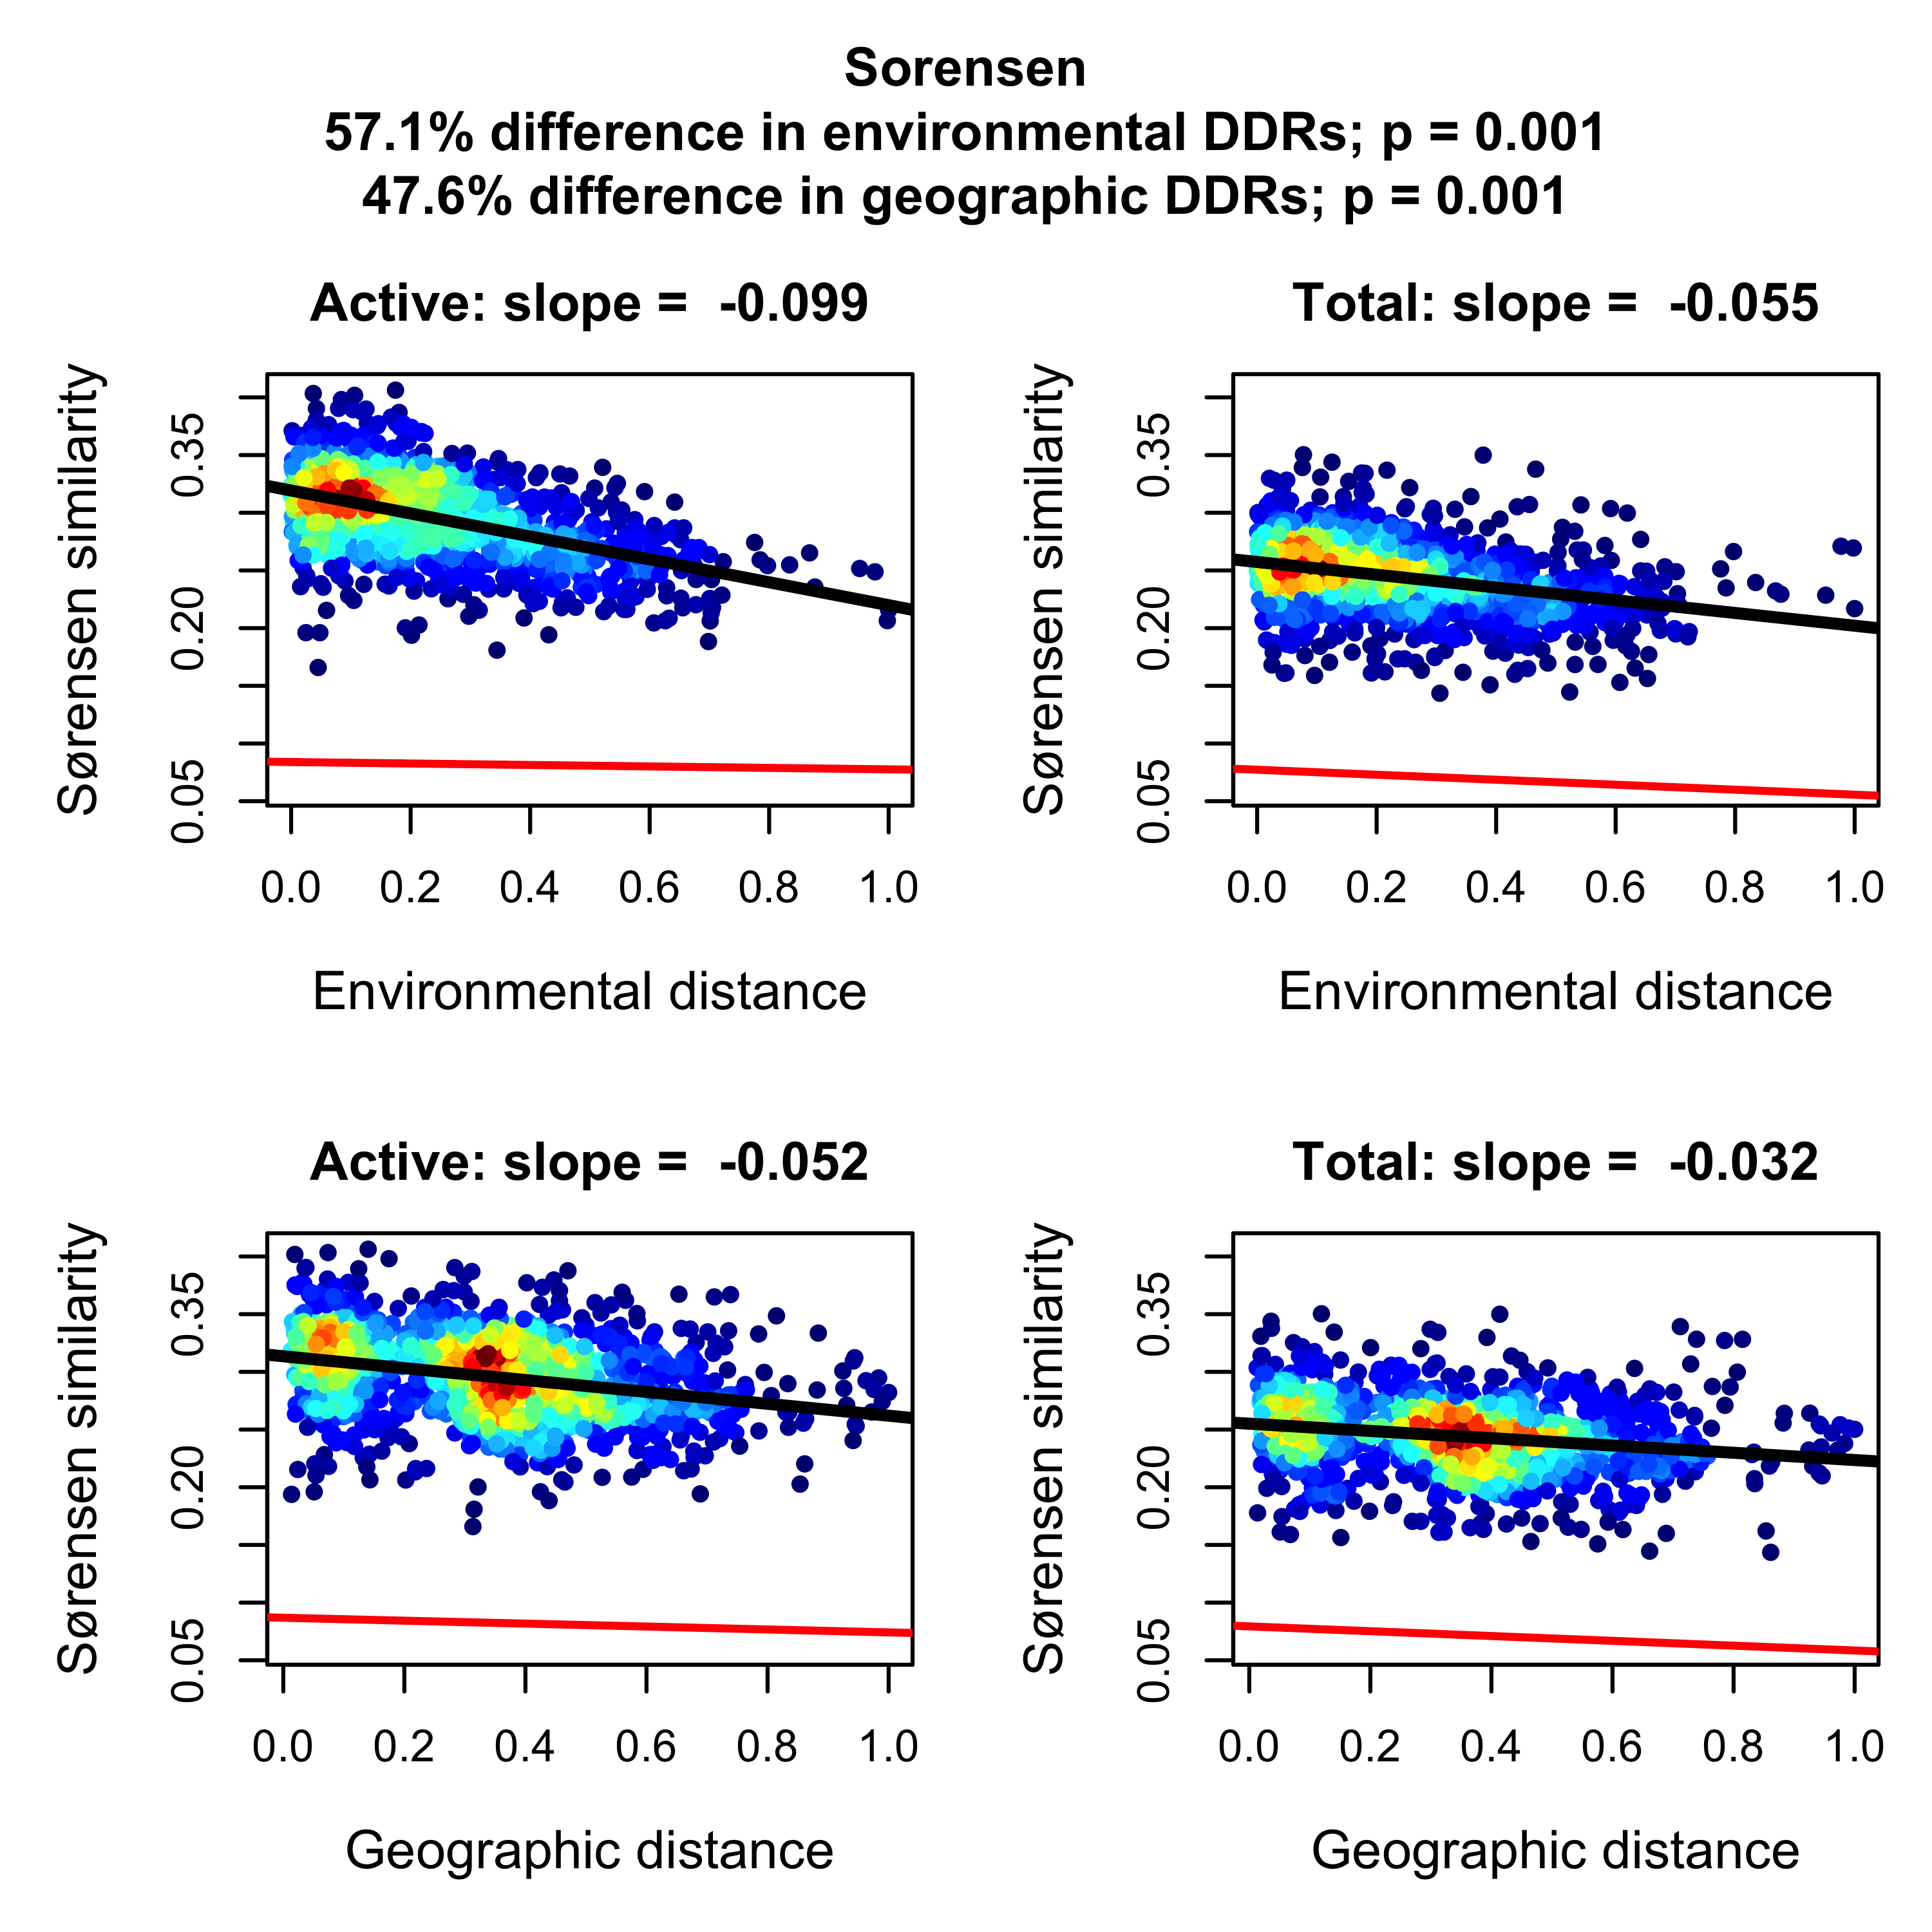 Sorensen
57.1% difference in environmental DDRs; p = 0.001
47.6% difference in geographic DDRs; p = 0.001
Active: slope =  -0.099
Sørensen similarity
0.35
0.20
0.05
0.0 0.2 0.4 0.6 0.8 1.0
Environmental distance
Total: slope =  -0.055
Sørensen similarity
0.35
0.20
0.05
0.0 0.2 0.4 0.6 0.8 1.0
Environmental distance
Active: slope =  -0.052
Sørensen similarity
0.35
0.20
0.05
0.0 0.2 0.4 0.6 0.8 1.0
Geographic distance
Total: slope =  -0.032
Sørensen similarity
0.35
0.20
0.05
0.0 0.2 0.4 0.6 0.8 1.0
Geographic distance